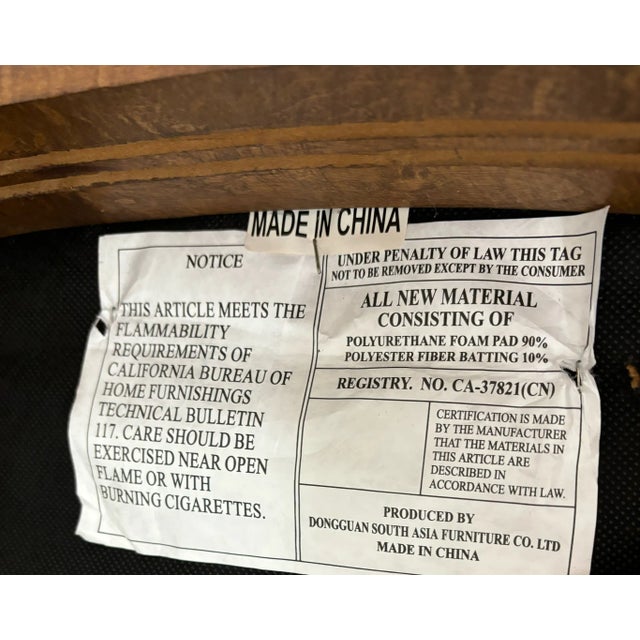 MADE IN CHINA
NOTICE
THIS ARTICLE MEETS THE
FLAMMABILITY
REQUIREMENTS OF
CALIFORNIA BUREAU OF
HOME FURNISHINGS
TECHNICAL BULLETIN
117. CARE SHOULD BE
EXERCISED NEAR OPEN
FLAME OR WITH
BURNING CIGARETTES.
UNDER PENALTY OF LAW THIS TAG
NOT TO BE REMOVED EXCEPT BY THE CONSUMER
ALL NEW MATERIAL
CONSISTING OF
POLYURETHANE FOAM PAD 90%
POLYESTER FIBER BATTING 10%
REGISTRY. NO. CA-37821(CN)
CERTIFICATION IS MADE
BY THE MANUFACTURER
THAT THE MATERIALS IN
THIS ARTICLE ARE
DESCRIBED IN
ACCORDANCE WITH LAW.
PRODUCED BY
DONGGUAN SOUTH ASIA FURNITURE CO. LTD
MADE IN CHINA